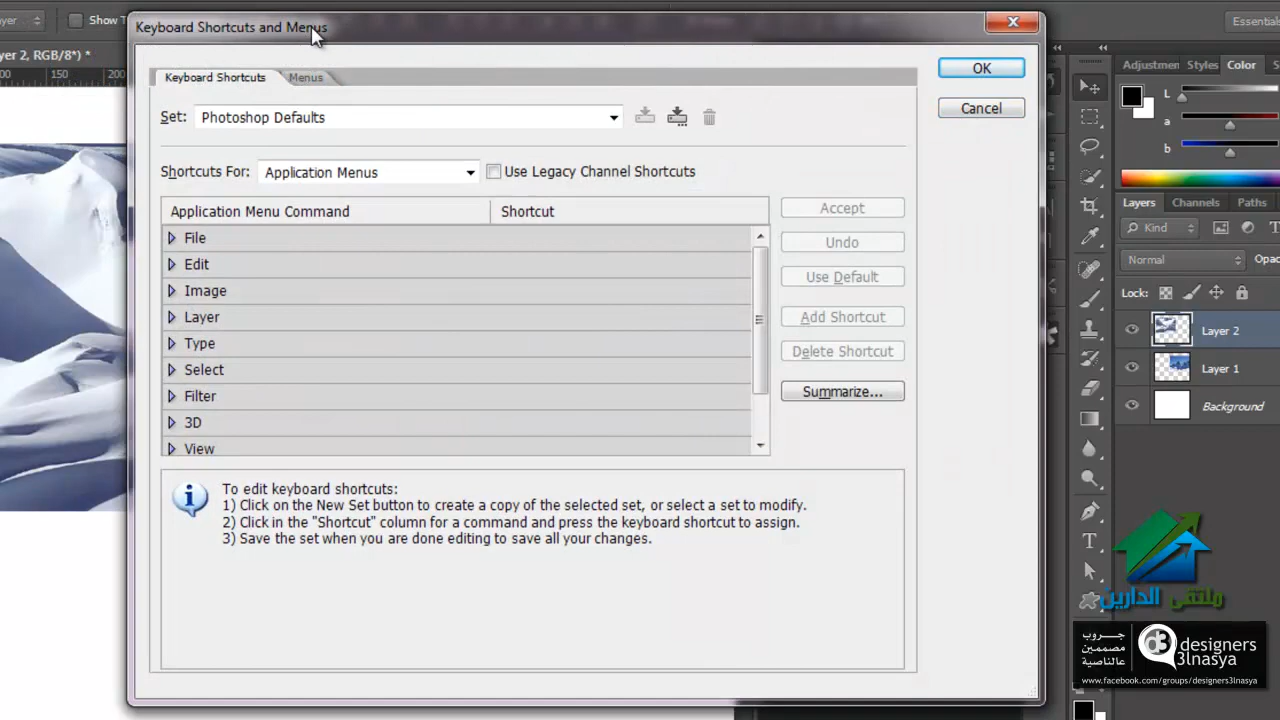 ayer
Show T
Essentials
yer 2, RGB/8*) *
00
150
200
Keyboard Shortcuts and Menus
Keyboard Shortcuts
Menus
OK
Cancel
Set:
Photoshop Defaults
Shortcuts For:
Application Menus
Use Legacy Channel Shortcuts
Application Menu Command
Shortcut
File
Edit
Image
Layer
Type
Select
Filter
3D
View
Accept
Undo
Use Default
Add Shortcut
Delete Shortcut
Summarize...
To edit keyboard shortcuts:
1) Click on the New Set button to create a copy of the selected set, or select a set to modify.
2) Click in the "Shortcut" column for a command and press the keyboard shortcut to assign.
3) Save the set when you are done editing to save all your changes.
Adjustmen
Styles
Color
S
L
a
b
Layers
Channels
Paths
Kind
T
Normal
Opac
Lock:
Layer 2
Layer 1
Background
ملتقى الدارين
جروب
مصممين
عالناصية
d3
designers
3lnasya
www.facebook.com/groups/designers3lnasya